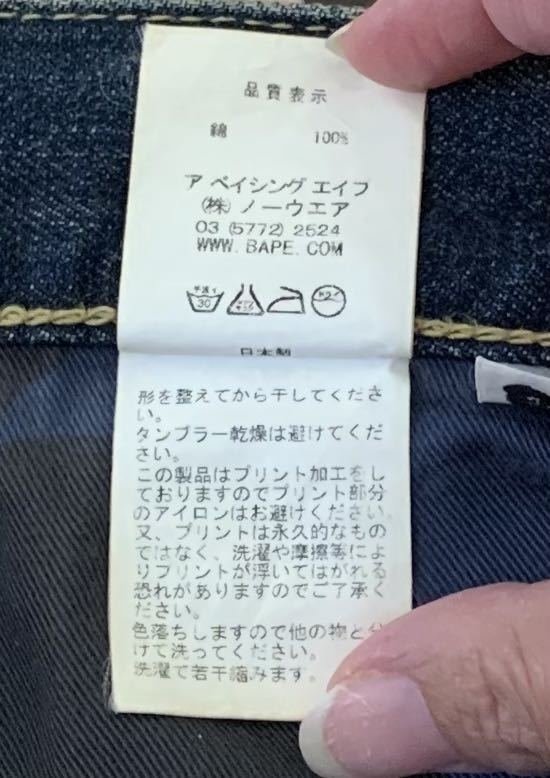 品質表示
綿 100%
ア ベイシング エイプ
(株) ノーウエア
03 (5772) 2524
WWW.BAPE.COM
手洗イ 30
日本製
形を整えてから干してくださ
い。
タンブラー乾燥は避けてくだ
さい。
この製品はプリント加工をし
ておりますのでプリント部分
のアイロンはお避けください。
又、プリントは永久的なもの
ではなく、洗濯や摩擦等によ
りプリントが浮いてはがれる
恐れがありますのでご了承く
ださい。
色落ちしますので他の物と分
けて洗ってください。
洗濯で若干縮みます。